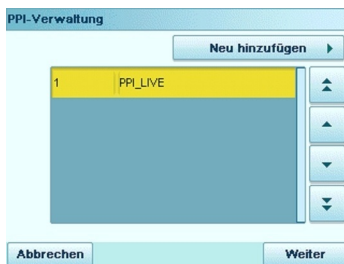 PPI-Verwaltung
Neu hinzufügen
1 PPI_LIVE
Abbrechen
Weiter